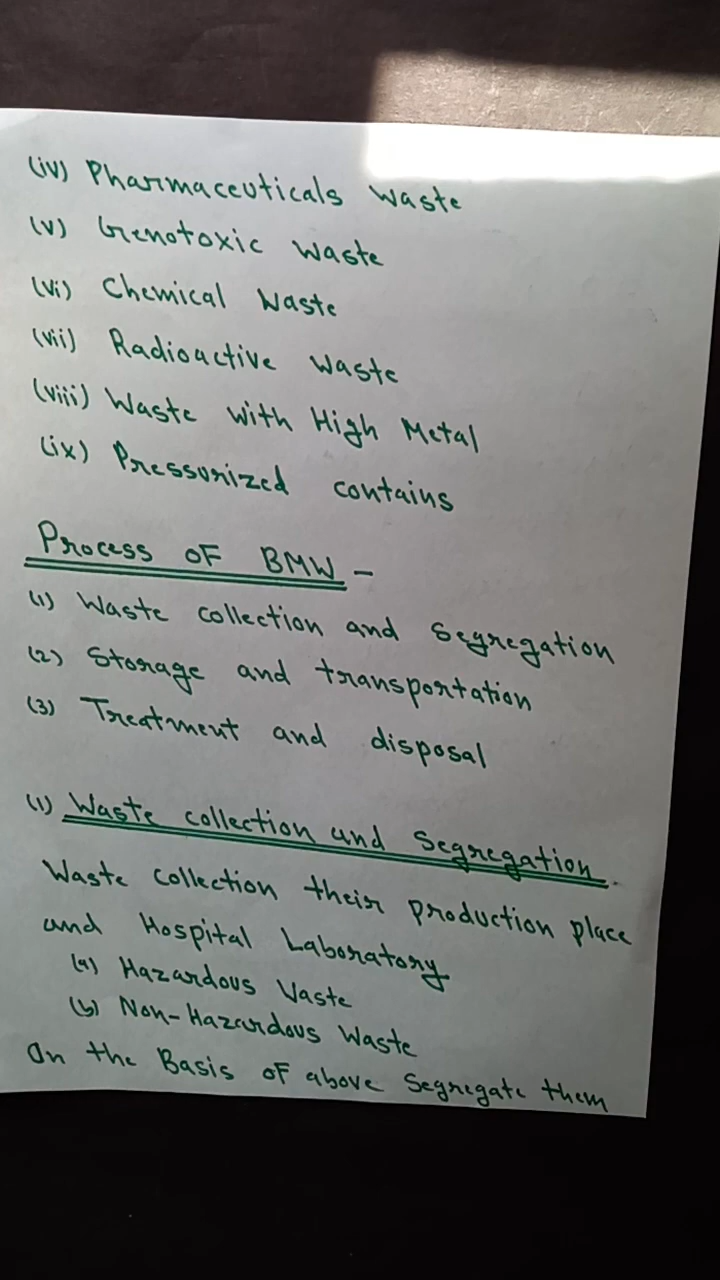 (iv) Pharmaceuticals Waste
(v) Genotoxic Waste
(vi) Chemical Waste
(vii) Radioactive Waste
(viii) Waste with High Metal
(ix) Pressurized contains
Process OF BMW -
(1) Waste collection and Segregation
(2) Storage and transportation
(3) Treatment and disposal
(1) Waste collection and Segregation.
Waste collection their production place
and Hospital Laboratory
(a) Hazardous Vaste
(b) Non-Hazardous Waste
On the Basis OF above Segregate them